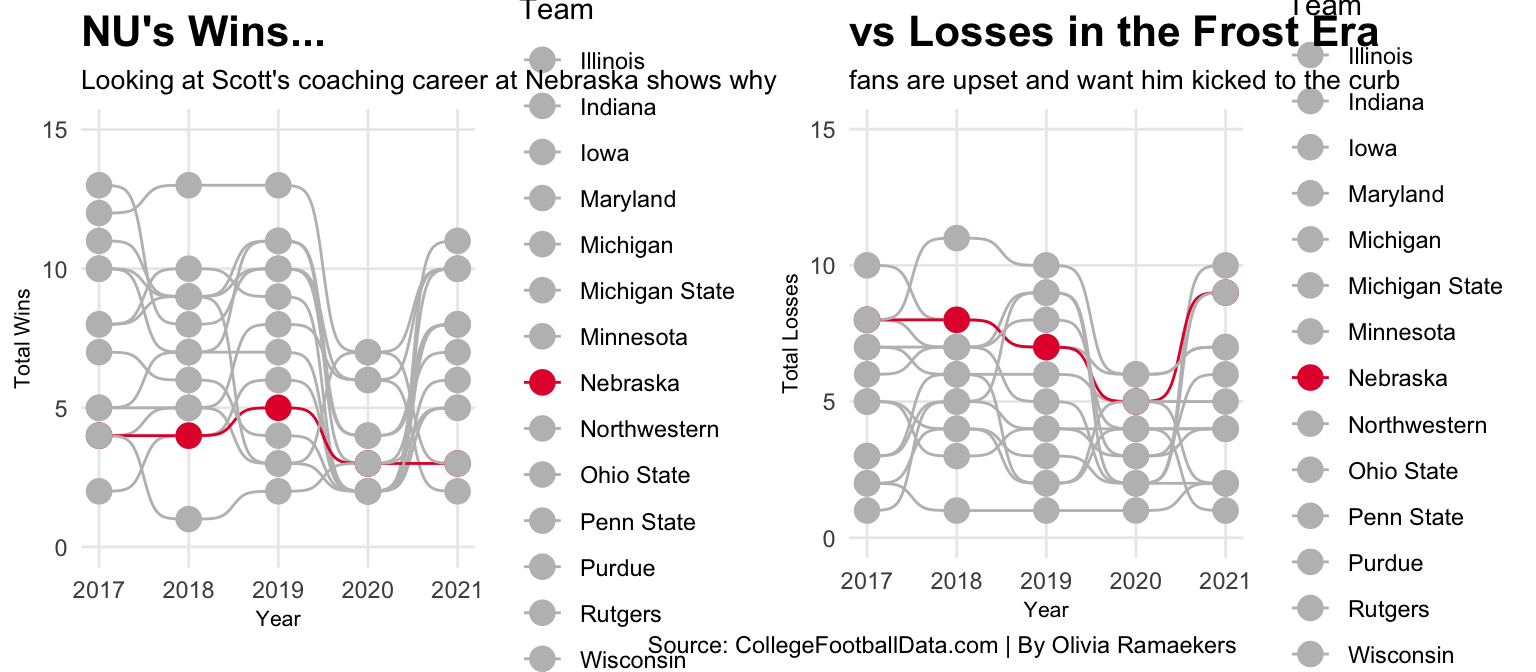 NU's Wins...
Looking at Scott's coaching career at Nebraska shows why
Total Wins
15
10
5
0
2017 2018 2019 2020 2021
Year
Team
Illinois
Indiana
Iowa
Maryland
Michigan
Michigan State
Minnesota
Nebraska
Northwestern
Ohio State
Penn State
Purdue
Rutgers
Wisconsin
vs Losses in the Frost Era
fans are upset and want him kicked to the curb
Total Losses
15
10
5
0
2017 2018 2019 2020 2021
Year
Team
Illinois
Indiana
Iowa
Maryland
Michigan
Michigan State
Minnesota
Nebraska
Northwestern
Ohio State
Penn State
Purdue
Rutgers
Wisconsin
Source: CollegeFootballData.com | By Olivia Ramaekers